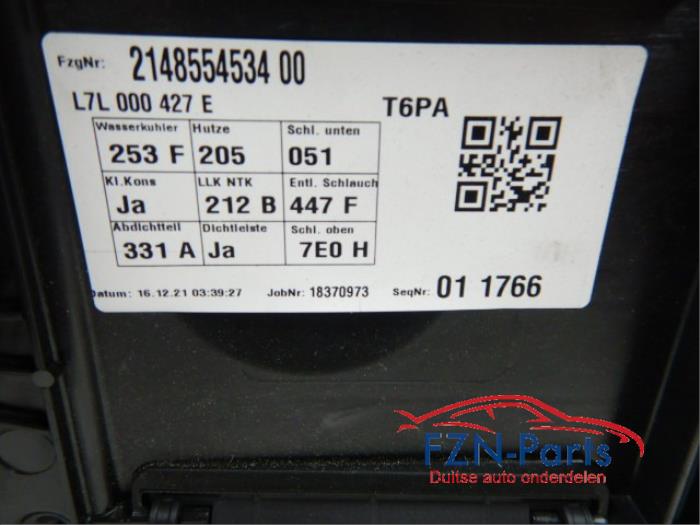 FzgNr: 2148554534 00
L7L 000 427 E T6PA
Wasserkuhler Hutze Schl. unten
253 F 205 051
Kl.Kons LLK NTK Entl. Schlauch
Ja 212 B 447 F
Abdichtteil Dichtleiste Schl. oben
331 A Ja 7E0 H
Datum: 16.12.21 03:39:27 JobNr: 18370973 SeqNr: 01 1766
FZN-Parts
Duitse auto onderdelen